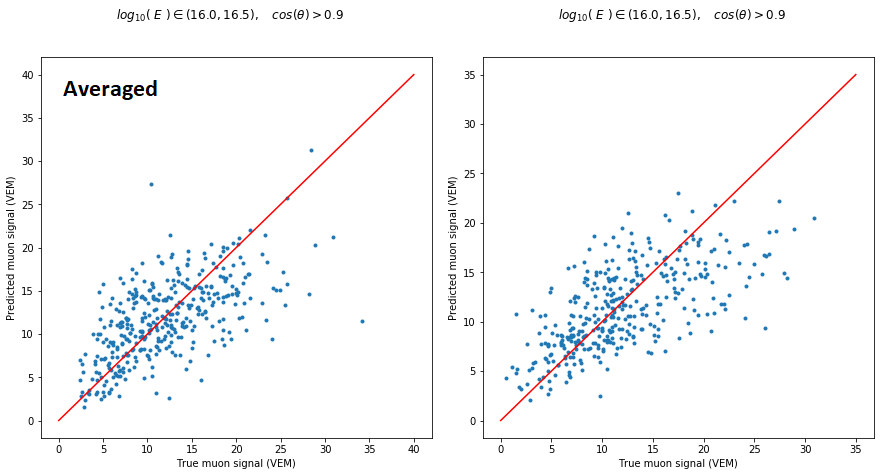 log₁₀( E ) ∈ (16.0, 16.5),   cos(θ) > 0.9
Averaged
40
35
30
25
20
15
10
5
0
Predicted muon signal (VEM)
0 5 10 15 20 25 30 35 40
True muon signal (VEM)
log₁₀( E ) ∈ (16.0, 16.5),   cos(θ) > 0.9
35
30
25
20
15
10
5
0
Predicted muon signal (VEM)
0 5 10 15 20 25 30 35
True muon signal (VEM)